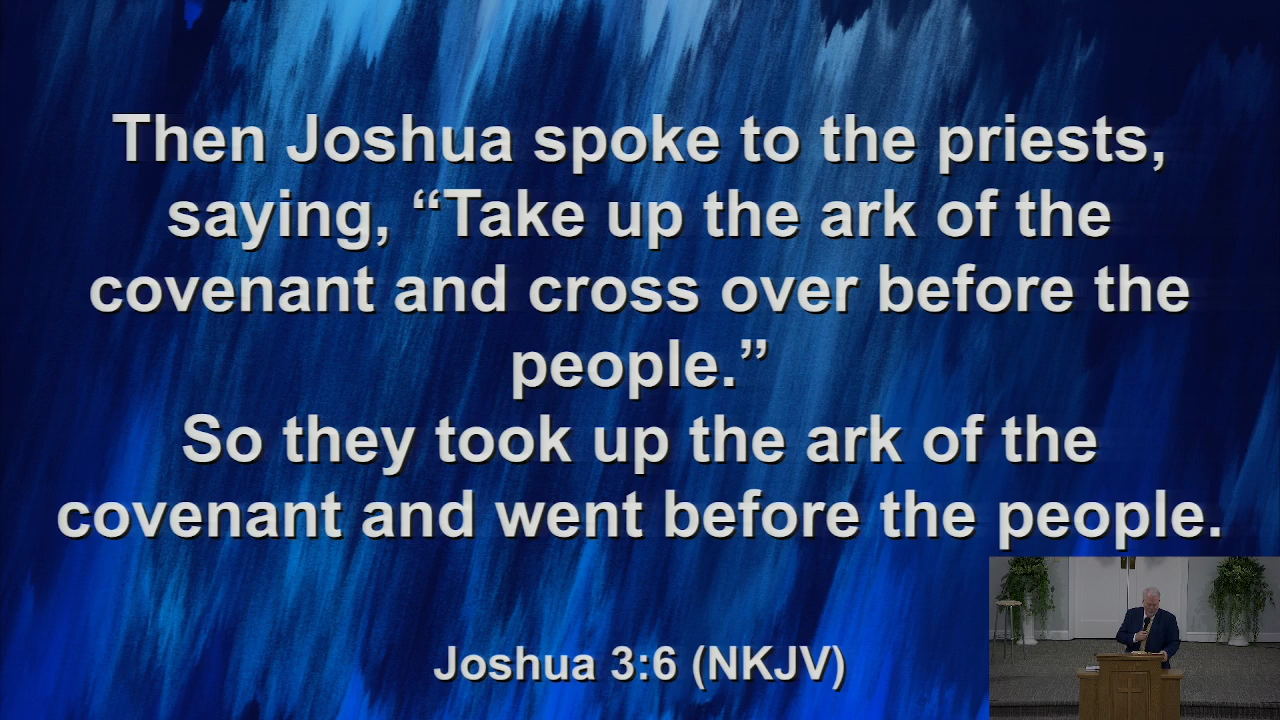 Then Joshua spoke to the priests,
saying, “Take up the ark of the
covenant and cross over before the
people.”
So they took up the ark of the
covenant and went before the people.
Joshua 3:6 (NKJV)